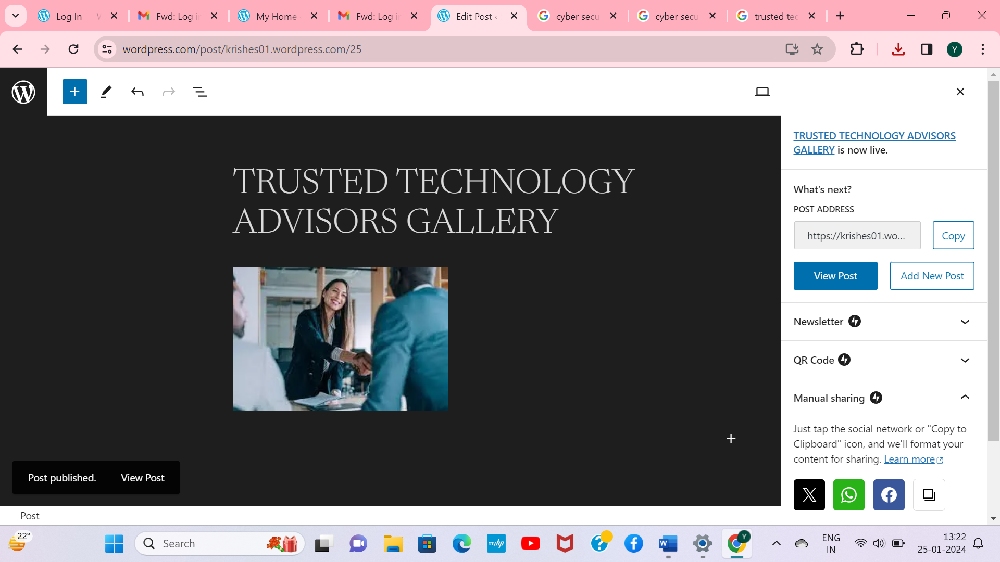 Log In — W
Fwd: Log in
My Home
Fwd: Log in
Edit Post ‹
cyber secu
cyber secu
trusted tec
wordpress.com/post/krishes01.wordpress.com/25
Y
TRUSTED TECHNOLOGY ADVISORS
GALLERY is now live.
What's next?
POST ADDRESS
https://krishes01.wo...
Copy
View Post
Add New Post
Newsletter
QR Code
Manual sharing
Just tap the social network or "Copy to
Clipboard" icon, and we'll format your
content for sharing. Learn more
TRUSTED TECHNOLOGY
ADVISORS GALLERY
Post published.
View Post
Post
22°
Search
myhp
W
Y
ENG
IN
13:22
25-01-2024